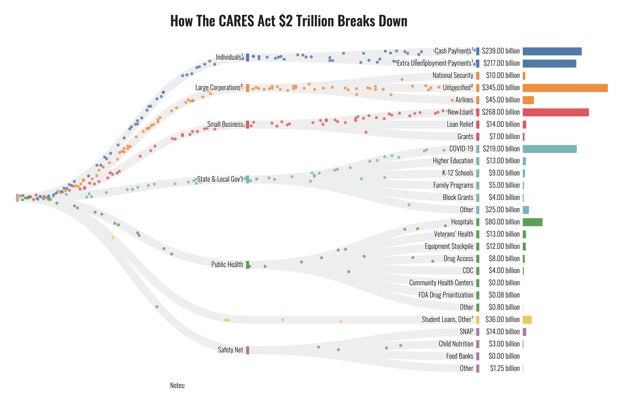 How The CARES Act $2 Trillion Breaks Down
Individuals¹
Cash Payments¹ $239.00 billion
Extra Unemployment Payments¹ $217.00 billion
National Security $10.00 billion
Large Corporations² Unspecified² $345.00 billion
Airlines $45.00 billion
Small Business New Loans $268.00 billion
Loan Relief $14.00 billion
Grants $7.00 billion
COVID-19 $219.00 billion
Higher Education $13.00 billion
State & Local Gov't K-12 Schools $9.00 billion
Family Programs $5.00 billion
Block Grants $4.00 billion
Other $25.00 billion
Hospitals $80.00 billion
Veterans' Health $13.00 billion
Equipment Stockpile $12.00 billion
Public Health Drug Access $8.00 billion
CDC $4.00 billion
Community Health Centers $0.00 billion
FDA Drug Prioritization $0.08 billion
Other $0.80 billion
Student Loans, Other¹ $36.00 billion
SNAP $14.00 billion
Safety Net Child Nutrition $3.00 billion
Food Banks $0.00 billion
Other $1.25 billion
Notes: